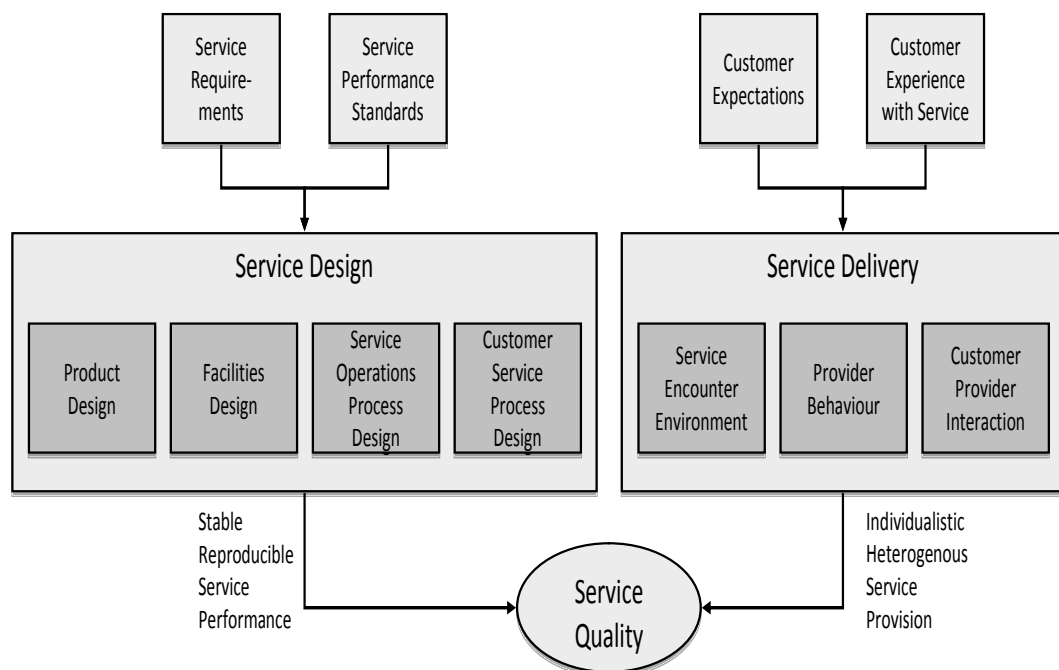 Service
Require-
ments
Service
Performance
Standards
Customer
Expectations
Customer
Experience
with Service
Service Design
Product
Design
Facilities
Design
Service
Operations
Process
Design
Customer
Service
Process
Design
Service Delivery
Service
Encounter
Environment
Provider
Behaviour
Customer
Provider
Interaction
Stable
Reproducible
Service
Performance
Individualistic
Heterogenous
Service
Provision
Service
Quality